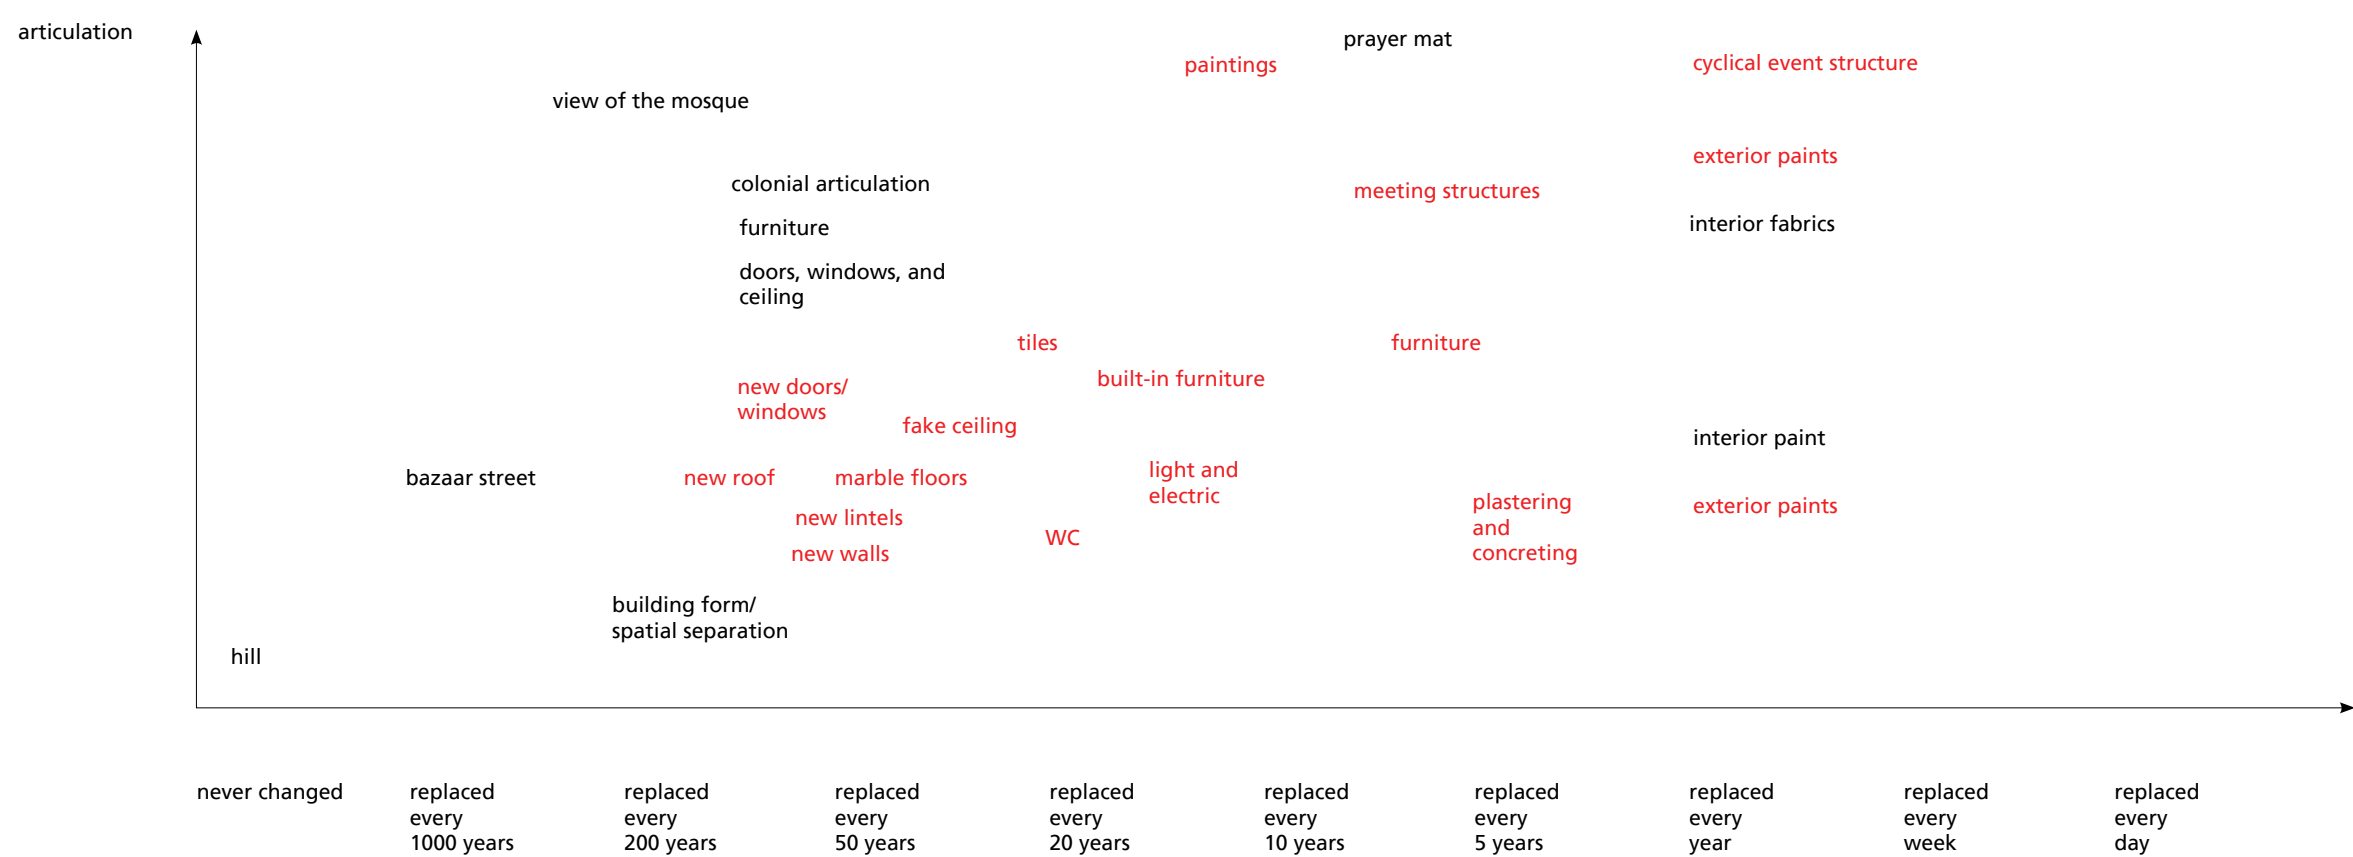 articulation
prayer mat
paintings
cyclical event structure
view of the mosque
exterior paints
colonial articulation
meeting structures
furniture
interior fabrics
doors, windows, and
ceiling
tiles
furniture
new doors/
windows
built-in furniture
fake ceiling
interior paint
bazaar street
new roof
marble floors
light and
electric
plastering
and
concreting
exterior paints
new lintels
WC
new walls
building form/
spatial separation
hill
never changed
replaced
every
1000 years
replaced
every
200 years
replaced
every
50 years
replaced
every
20 years
replaced
every
10 years
replaced
every
5 years
replaced
every
year
replaced
every
week
replaced
every
day